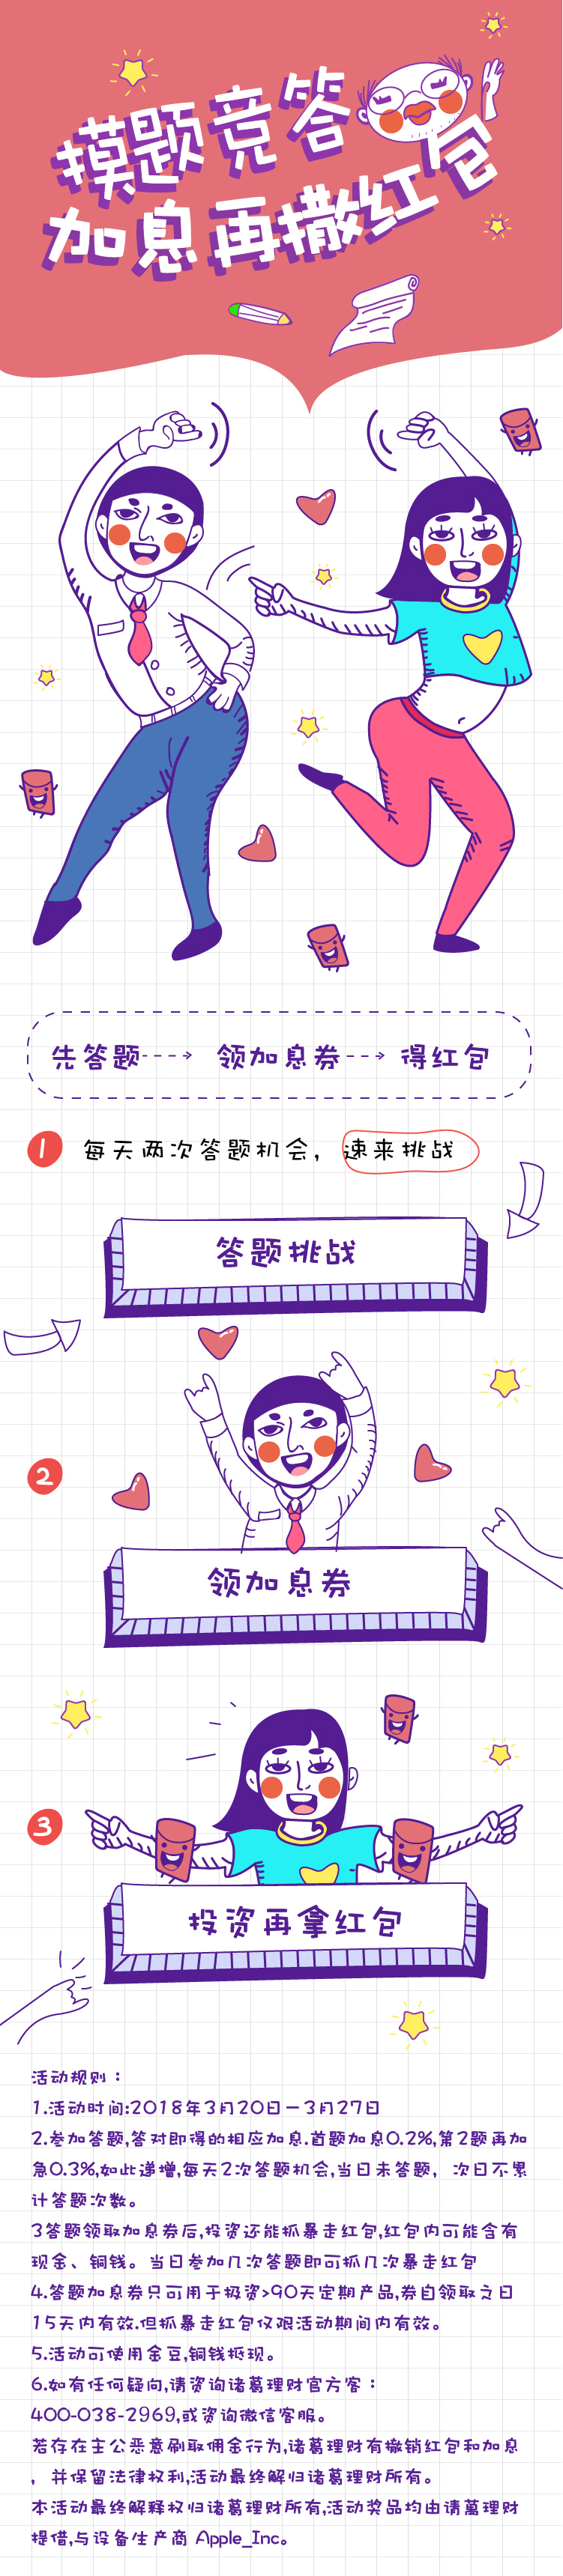 摸题竞答
加息再撒红包
先答题 领加息券 得红包
1 每天两次答题机会，速来挑战
答题挑战
2
领加息券
3
投资再拿红包
活动规则：
1.活动时间:2018年3月20日—3月27日
2.参加答题,答对即得的相应加息.首题加息0.2%,第2题再加
急0.3%,如此递增,每天2次答题机会,当日未答题，次日不累
计答题次数。
3答题领取加息券后,投资还能抓暴走红包,红包内可能含有
现金、铜钱。当日参加几次答题即可抓几次暴走红包
4.答题加息券只可用于投资>90天定期产品,券自领取之日
15天内有效.但抓暴走红包仅限活动期间内有效。
5.活动可使用金豆,铜钱抵现。
6.如有任何疑问,请资询诸葛理财官方客：
400-038-2969,或资询微信客服。
若存在主公恶意刷取佣金行为,诸葛理财有撤销红包和加息
，并保留法律权利,活动最终解归诸葛理财所有。
本活动最终解释权归诸葛理财所有,活动奖品均由请葛理财
提借,与设备生产商 Apple_Inc。